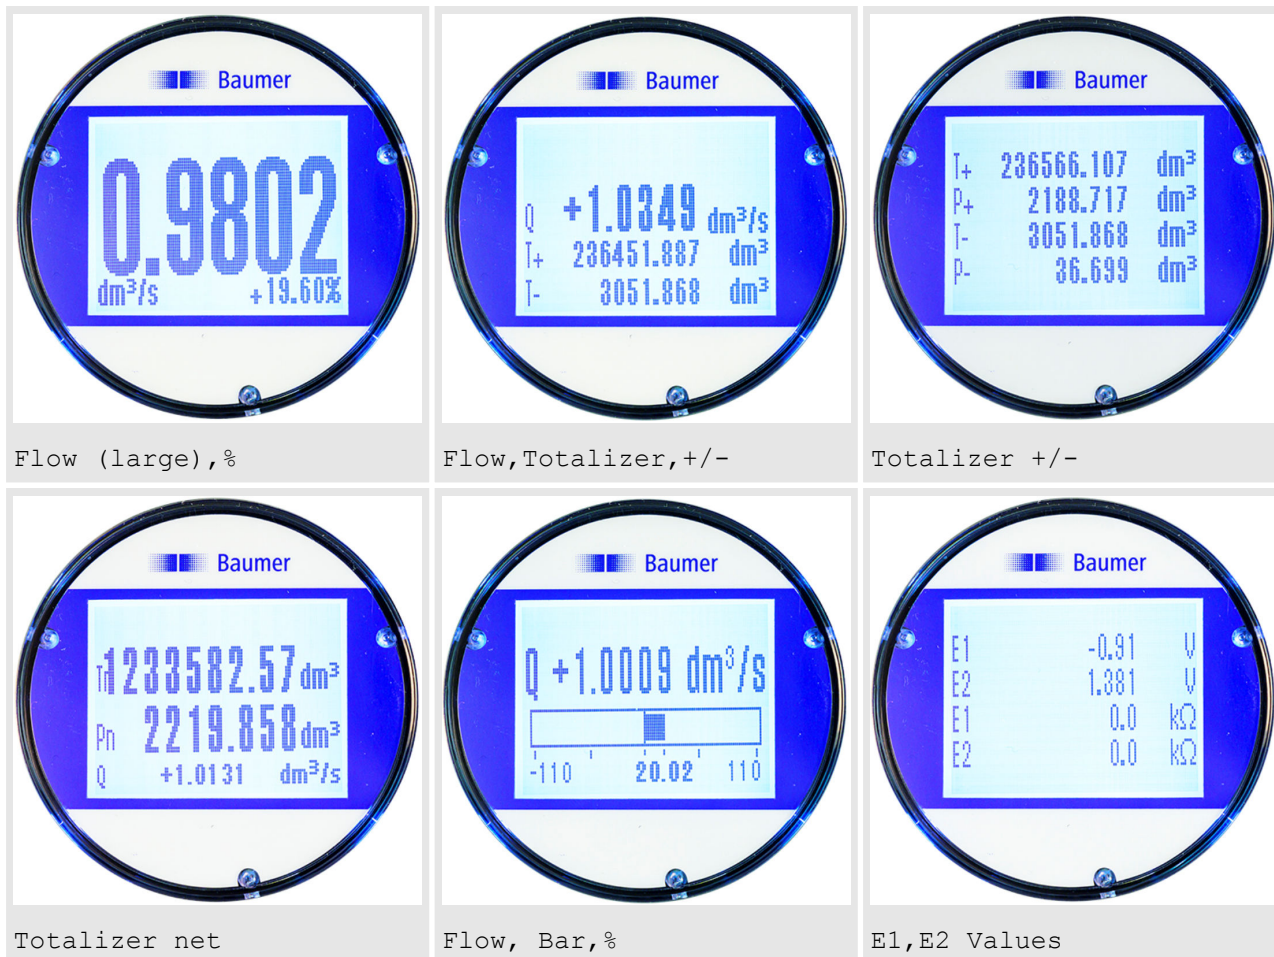 Baumer
0.9802
dm³/s +19.60%
Flow (large),%
Baumer
Q +1.0349 dm³/s
T+ 236451.887 dm³
T- 3051.868 dm³
Flow,Totalizer,+/-
Baumer
T+ 236566.107 dm³
P+ 2188.717 dm³
T- 3051.868 dm³
P- 36.699 dm³
Totalizer +/-
Baumer
Tn 233582.57 dm³
Pn 2219.858 dm³
Q +1.0131 dm³/s
Totalizer net
Baumer
Q +1.0009 dm³/s
-110 20.02 110
Flow, Bar,%
Baumer
E1 -0.91 V
E2 1.381 V
E1 0.0 kΩ
E2 0.0 kΩ
E1,E2 Values